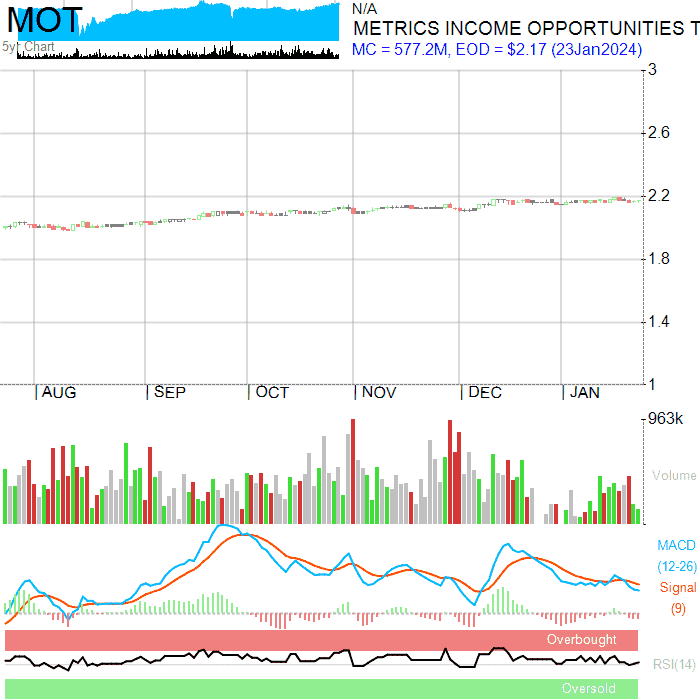 MOT
5yr Chart
N/A
METRICS INCOME OPPORTUNITIES T
MC = 577.2M, EOD = $2.17 (23Jan2024)
3
2.6
2.2
1.8
1.4
1
AUG SEP OCT NOV DEC JAN
963k
Volume
MACD
(12-26)
Signal
(9)
Overbought
RSI(14)
Oversold